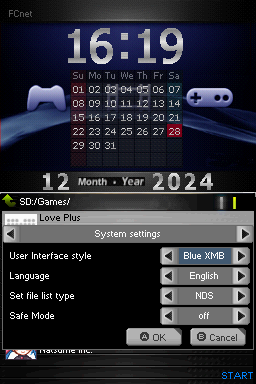 FCnet
16:19
Su Mo Tu We Th Fr Sa
01 02 03 04 05 06 07
08 09 10 11 12 13 14
15 16 17 18 19 20 21
22 23 24 25 26 27 28
29 30 31
12 Month • Year 2024
SD:/Games/
Love Plus
System settings
User Interface style Blue XMB
Language English
Set file list type NDS
Safe Mode off
A OK B Cancel
Natsume Inc.
START